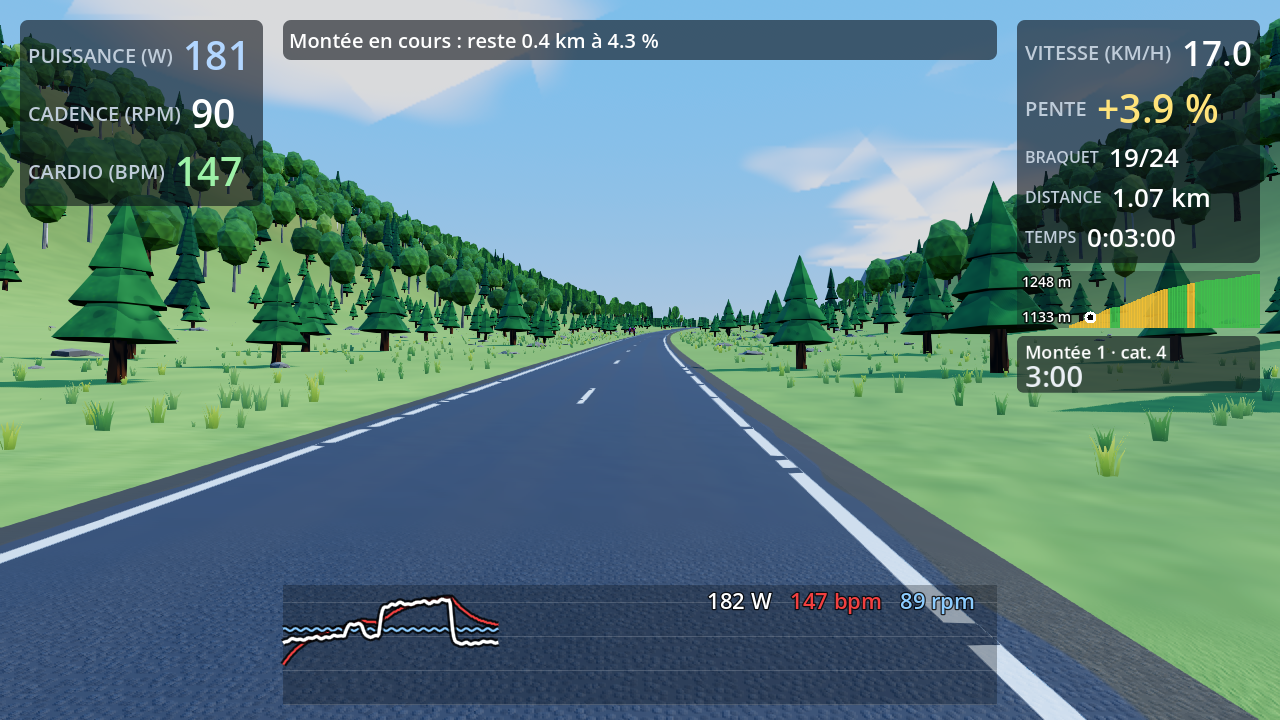 PUISSANCE (W) 181
CADENCE (RPM) 90
CARDIO (BPM) 147
Montée en cours : reste 0.4 km à 4.3 %
VITESSE (KM/H) 17.0
PENTE +3.9 %
BRAQUET 19/24
DISTANCE 1.07 km
TEMPS 0:03:00
1248 m
1133 m
Montée 1 · cat. 4
3:00
182 W 147 bpm 89 rpm